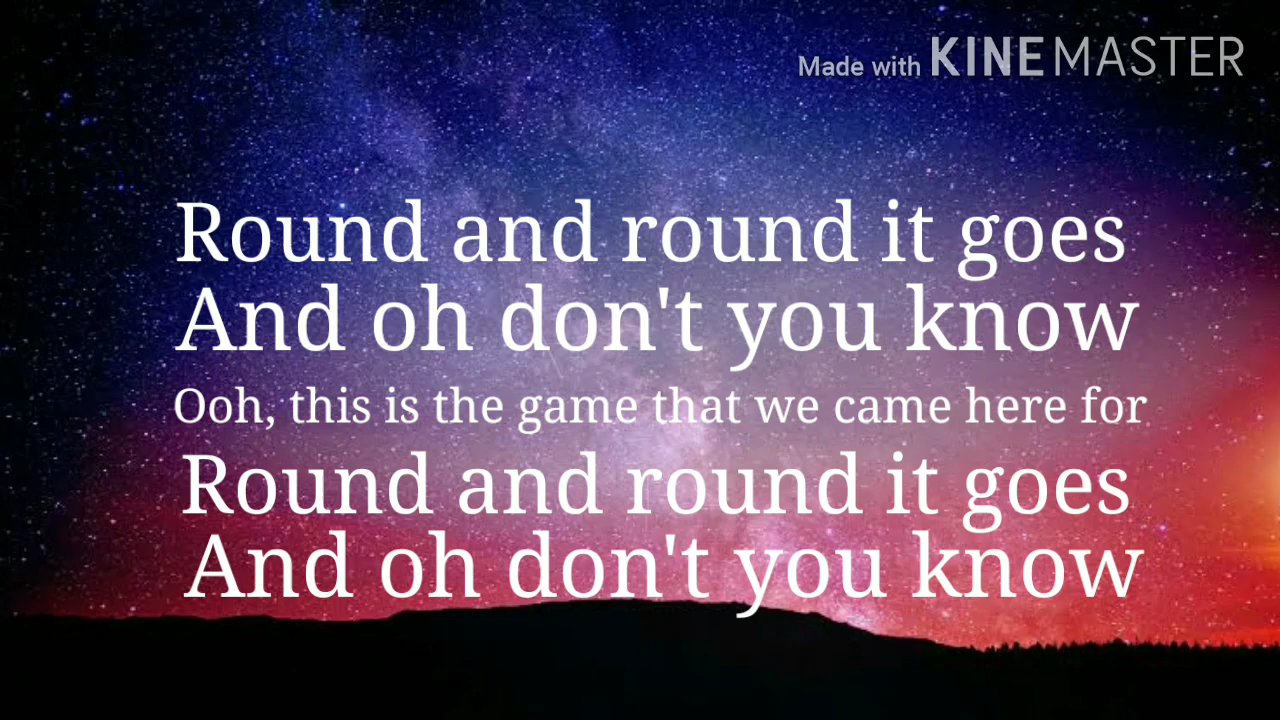 Made with KINEMASTER
Round and round it goes
And oh don't you know
Ooh, this is the game that we came here for
Round and round it goes
And oh don't you know